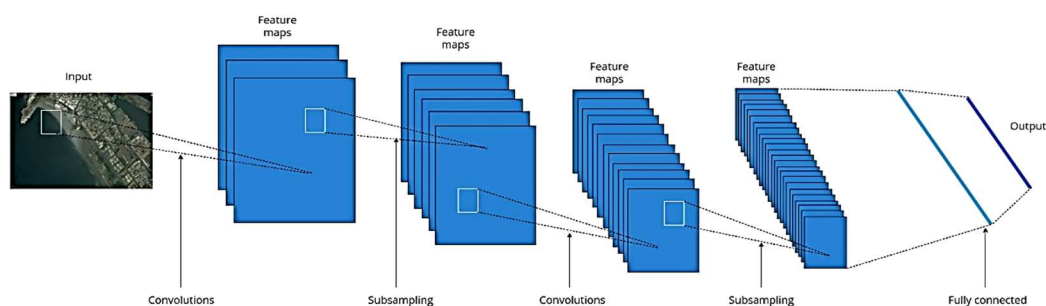 Input
Feature
maps
Feature
maps
Feature
maps
Feature
maps
Output
Convolutions
Subsampling
Convolutions
Subsampling
Fully connected